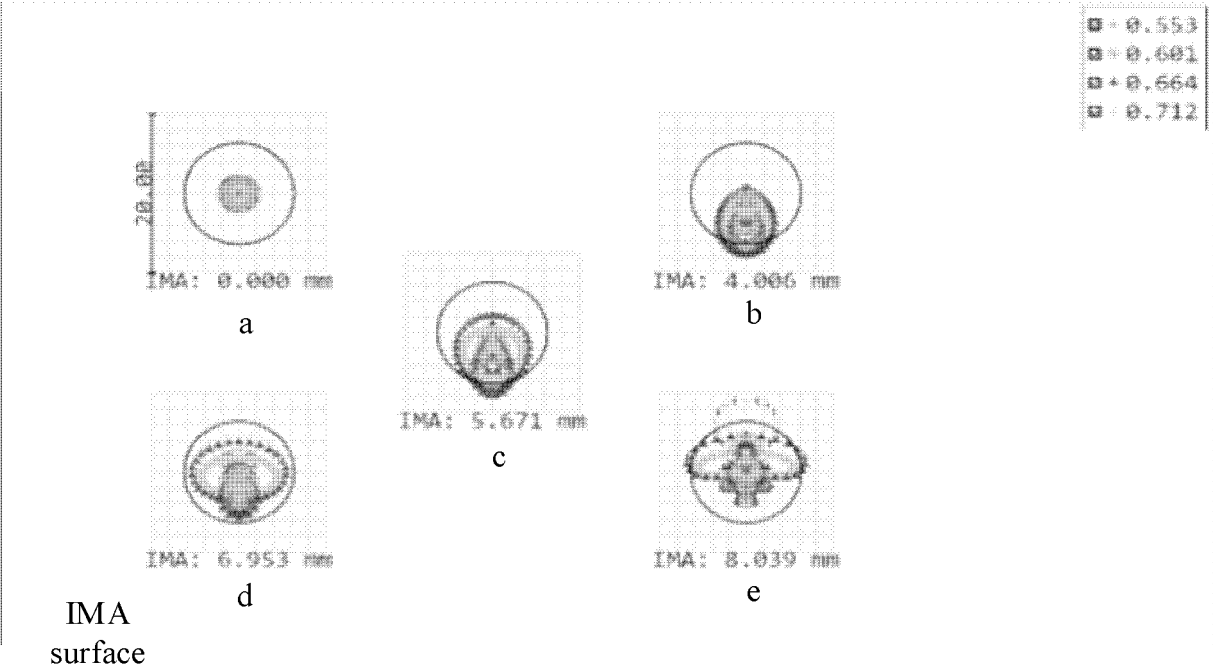 0.553
0.601
+ 0.664
0.712
20.00
IMA: 0.000 mm
a
IMA: 4.006 mm
b
IMA: 5.671 mm
c
IMA: 6.953 mm
d
IMA: 8.039 mm
e
IMA
surface